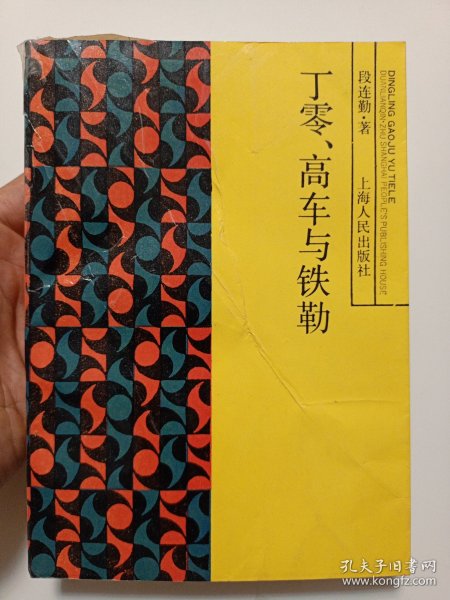 丁零、高车与铁勒
段连勤·著
上海人民出版社
DINGLING GAOJU YU TIELE
DUANLIANQIN·ZHU SHANGHAI PEOPLE'S PUBLISHING HOUSE
孔夫子旧书网
www.kongfz.com